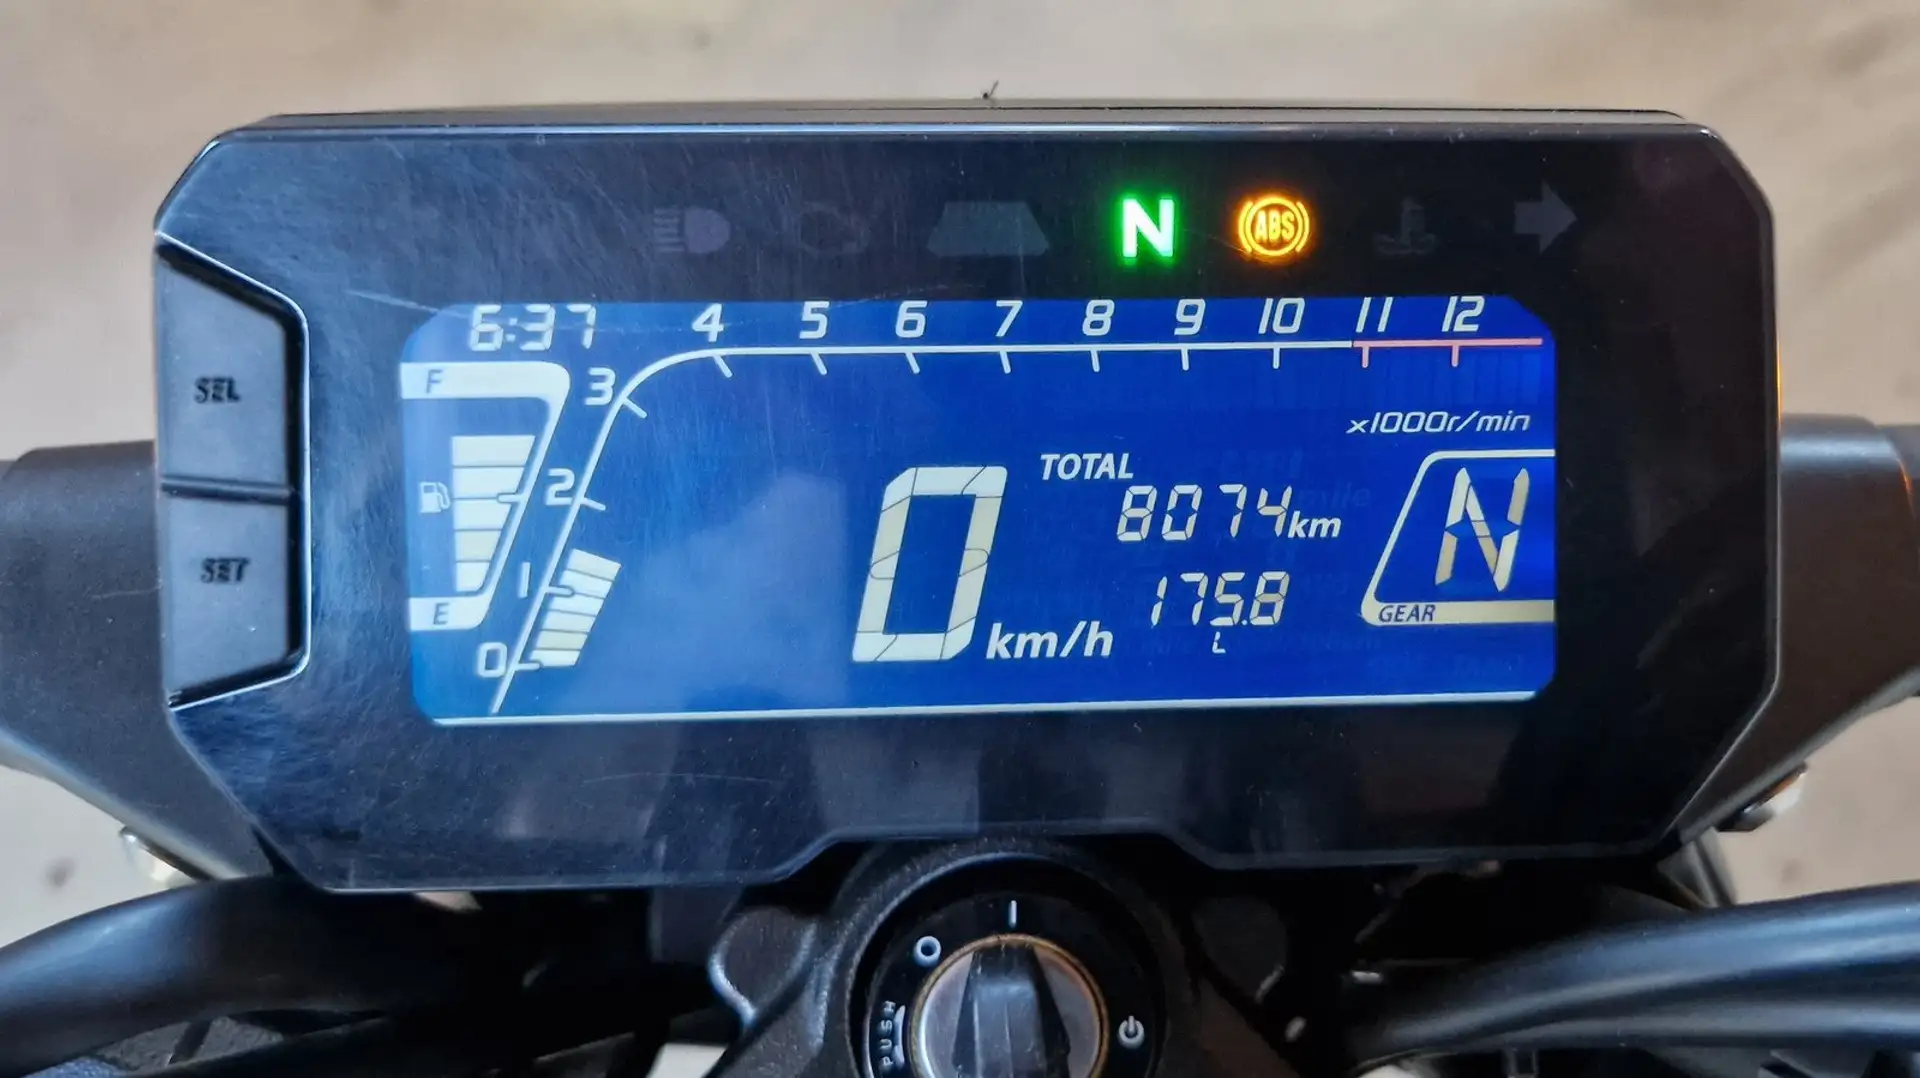 N ABS
6:37 4 5 6 7 8 9 10 11 12
F
3
SEL
x1000r/min
TOTAL
2
8074km
N
1
SET
175.8
E
GEAR
0 km/h
L
0
PUSH